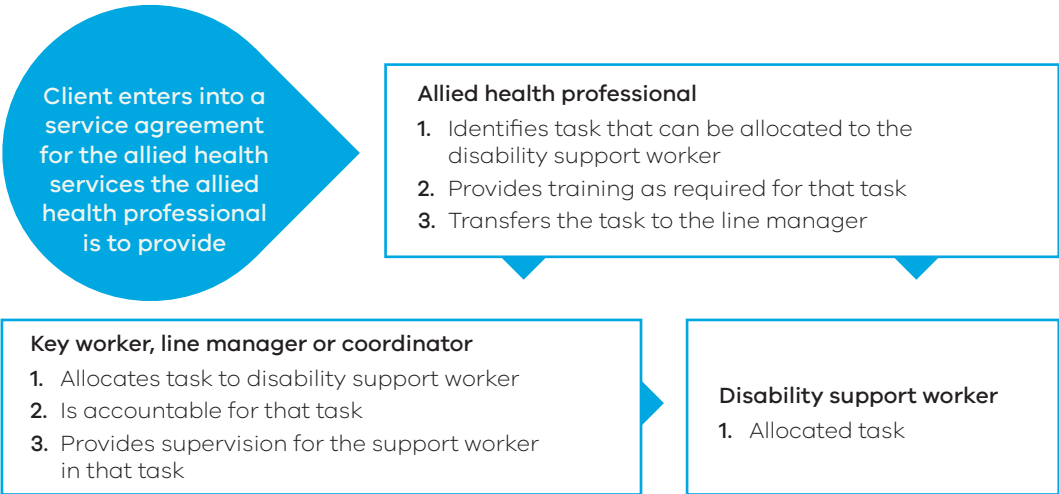 Client enters into a
service agreement
for the allied health
services the allied
health professional
is to provide
Allied health professional
1. Identifies task that can be allocated to the
disability support worker
2. Provides training as required for that task
3. Transfers the task to the line manager
Key worker, line manager or coordinator
1. Allocates task to disability support worker
2. Is accountable for that task
3. Provides supervision for the support worker
in that task
Disability support worker
1. Allocated task